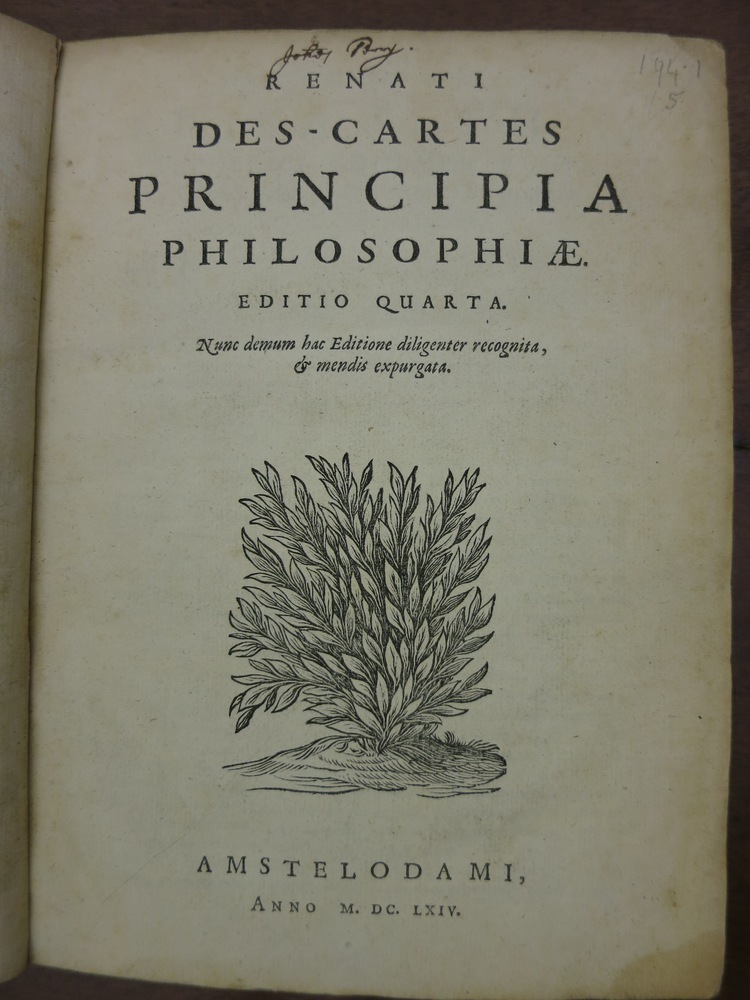 RENATI
DES-CARTES
PRINCIPIA
PHILOSOPHIÆ.
EDITIO QUARTA.
Nunc demum hac Editione diligenter recognita,
& mendis expurgata.
AMSTELODAMI,
ANNO M. DC. LXIV.